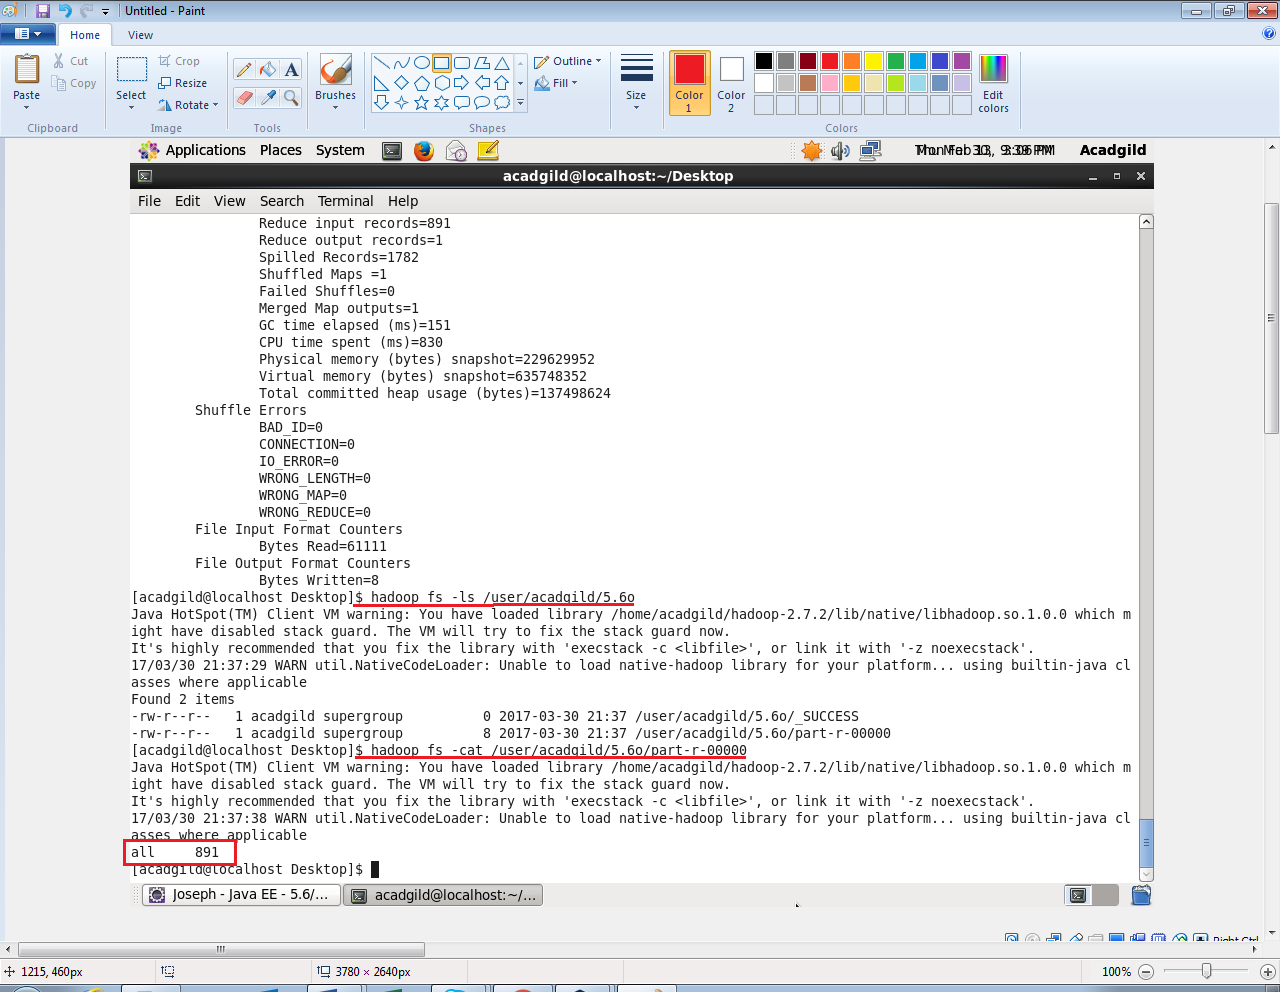 Untitled - Paint
Home View
Paste Cut Copy Clipboard
Select Crop Resize Rotate Image
Tools
Brushes
Shapes Outline Fill
Size
Color 1 Color 2 Edit colors Colors
Applications Places System Acadgild
acadgild@localhost:~/Desktop
File Edit View Search Terminal Help
Reduce input records=891
Reduce output records=1
Spilled Records=1782
Shuffled Maps =1
Failed Shuffles=0
Merged Map outputs=1
GC time elapsed (ms)=151
CPU time spent (ms)=830
Physical memory (bytes) snapshot=229629952
Virtual memory (bytes) snapshot=635748352
Total committed heap usage (bytes)=137498624
Shuffle Errors
BAD_ID=0
CONNECTION=0
IO_ERROR=0
WRONG_LENGTH=0
WRONG_MAP=0
WRONG_REDUCE=0
File Input Format Counters
Bytes Read=61111
File Output Format Counters
Bytes Written=8
[acadgild@localhost Desktop]$ hadoop fs -ls /user/acadgild/5.6o
Java HotSpot(TM) Client VM warning: You have loaded library /home/acadgild/hadoop-2.7.2/lib/native/libhadoop.so.1.0.0 which m
ight have disabled stack guard. The VM will try to fix the stack guard now.
It's highly recommended that you fix the library with 'execstack -c <libfile>', or link it with '-z noexecstack'.
17/03/30 21:37:29 WARN util.NativeCodeLoader: Unable to load native-hadoop library for your platform... using builtin-java cl
asses where applicable
Found 2 items
-rw-r--r-- 1 acadgild supergroup 0 2017-03-30 21:37 /user/acadgild/5.6o/_SUCCESS
-rw-r--r-- 1 acadgild supergroup 8 2017-03-30 21:37 /user/acadgild/5.6o/part-r-00000
[acadgild@localhost Desktop]$ hadoop fs -cat /user/acadgild/5.6o/part-r-00000
Java HotSpot(TM) Client VM warning: You have loaded library /home/acadgild/hadoop-2.7.2/lib/native/libhadoop.so.1.0.0 which m
ight have disabled stack guard. The VM will try to fix the stack guard now.
It's highly recommended that you fix the library with 'execstack -c <libfile>', or link it with '-z noexecstack'.
17/03/30 21:37:38 WARN util.NativeCodeLoader: Unable to load native-hadoop library for your platform... using builtin-java cl
asses where applicable
all 891
[acadgild@localhost Desktop]$
Joseph - Java EE - 5.6/... acadgild@localhost:~/...
Right Ctrl
1215, 460px 3780 × 2640px 100%